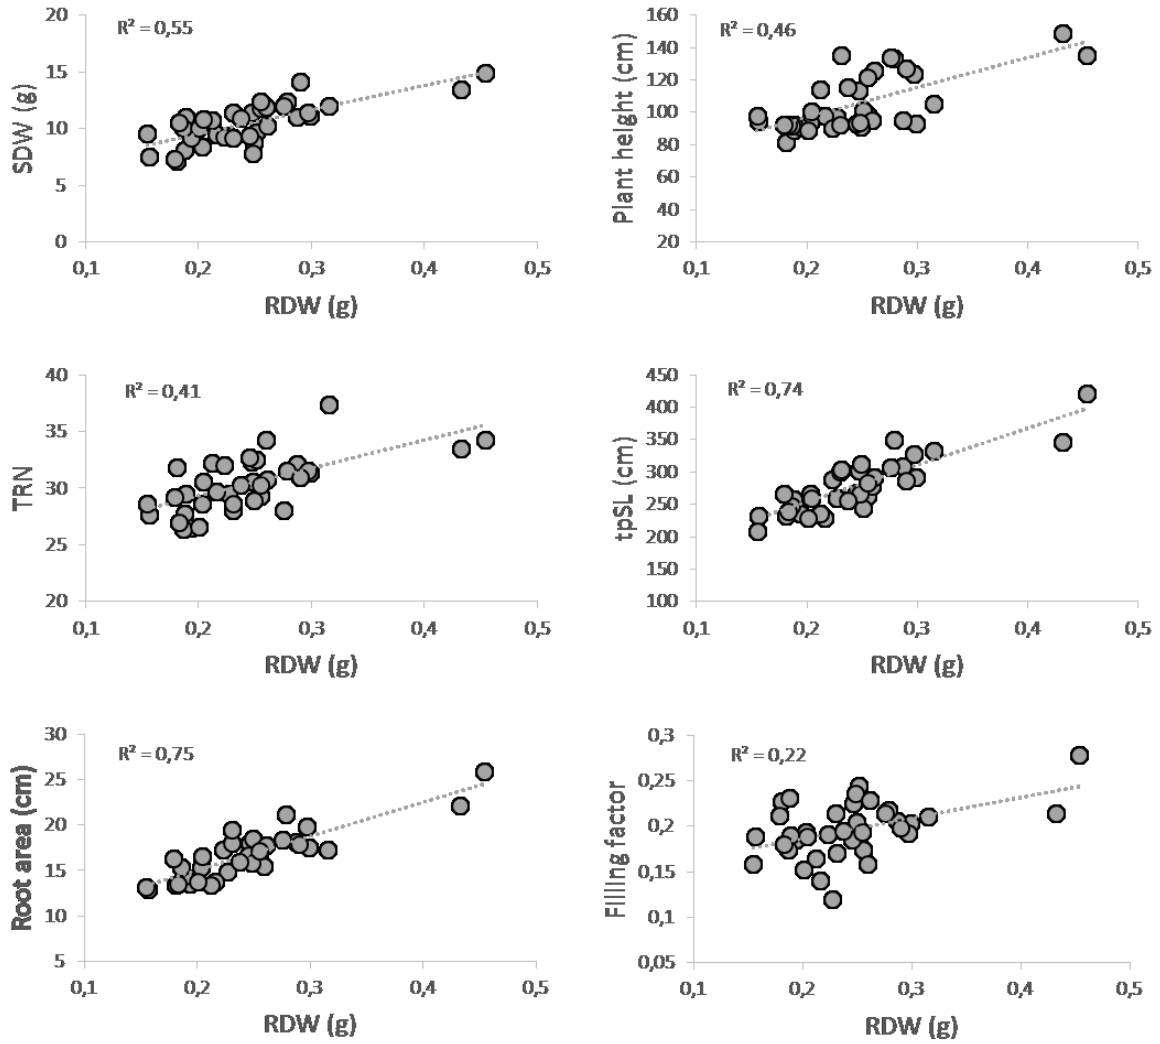 20
15
10
5
0
SDW (g)
R² = 0,55
0,1 0,2 0,3 0,4 0,5
RDW (g)
160
140
120
100
80
60
40
20
Plant height (cm)
R² = 0,46
0,1 0,2 0,3 0,4 0,5
RDW (g)
40
35
30
25
20
TRN
R² = 0,41
0,1 0,2 0,3 0,4 0,5
RDW (g)
450
400
350
300
250
200
150
100
tpSL (cm)
R² = 0,74
0,1 0,2 0,3 0,4 0,5
RDW (g)
30
25
20
15
10
5
Root area (cm)
R² = 0,75
0,1 0,2 0,3 0,4 0,5
RDW (g)
0,3
0,25
0,2
0,15
0,1
0,05
Filling factor
R² = 0,22
0,1 0,2 0,3 0,4 0,5
RDW (g)